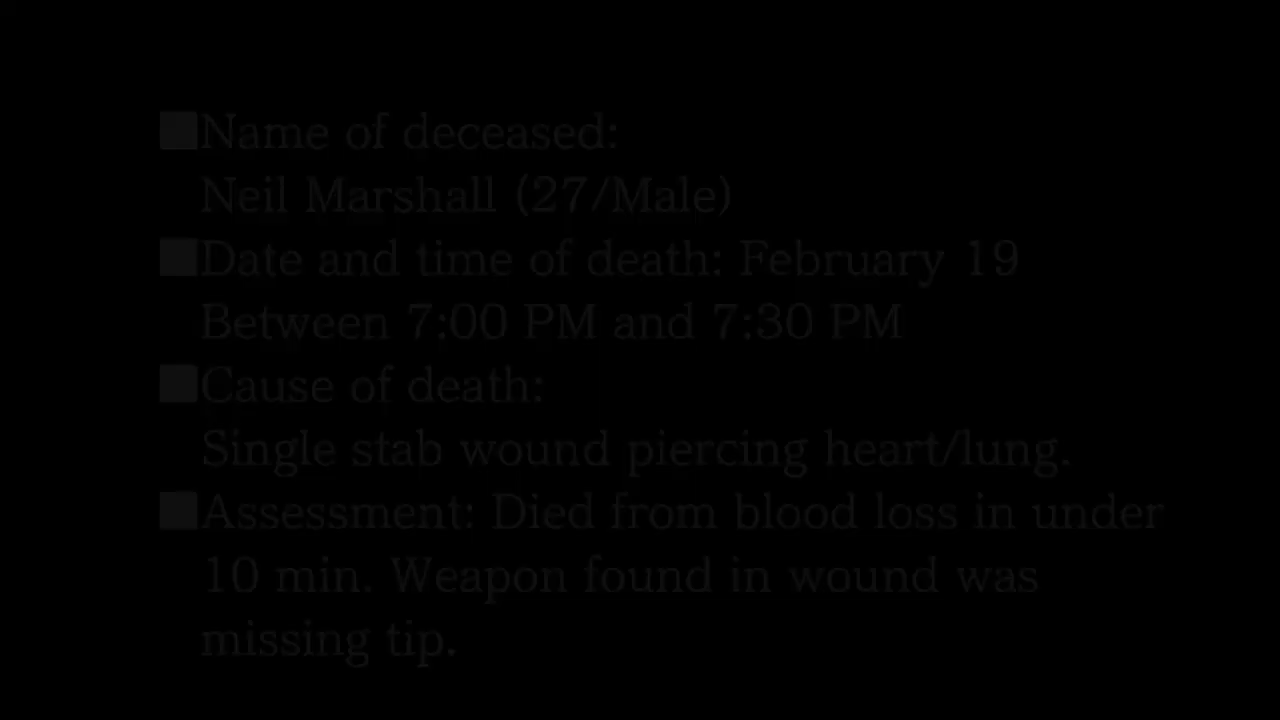 ■Name of deceased:
Neil Marshall (27/Male)
■Date and time of death: February 19
Between 7:00 PM and 7:30 PM
■Cause of death:
Single stab wound piercing heart/lung.
■Assessment: Died from blood loss in under
10 min. Weapon found in wound was
missing tip.